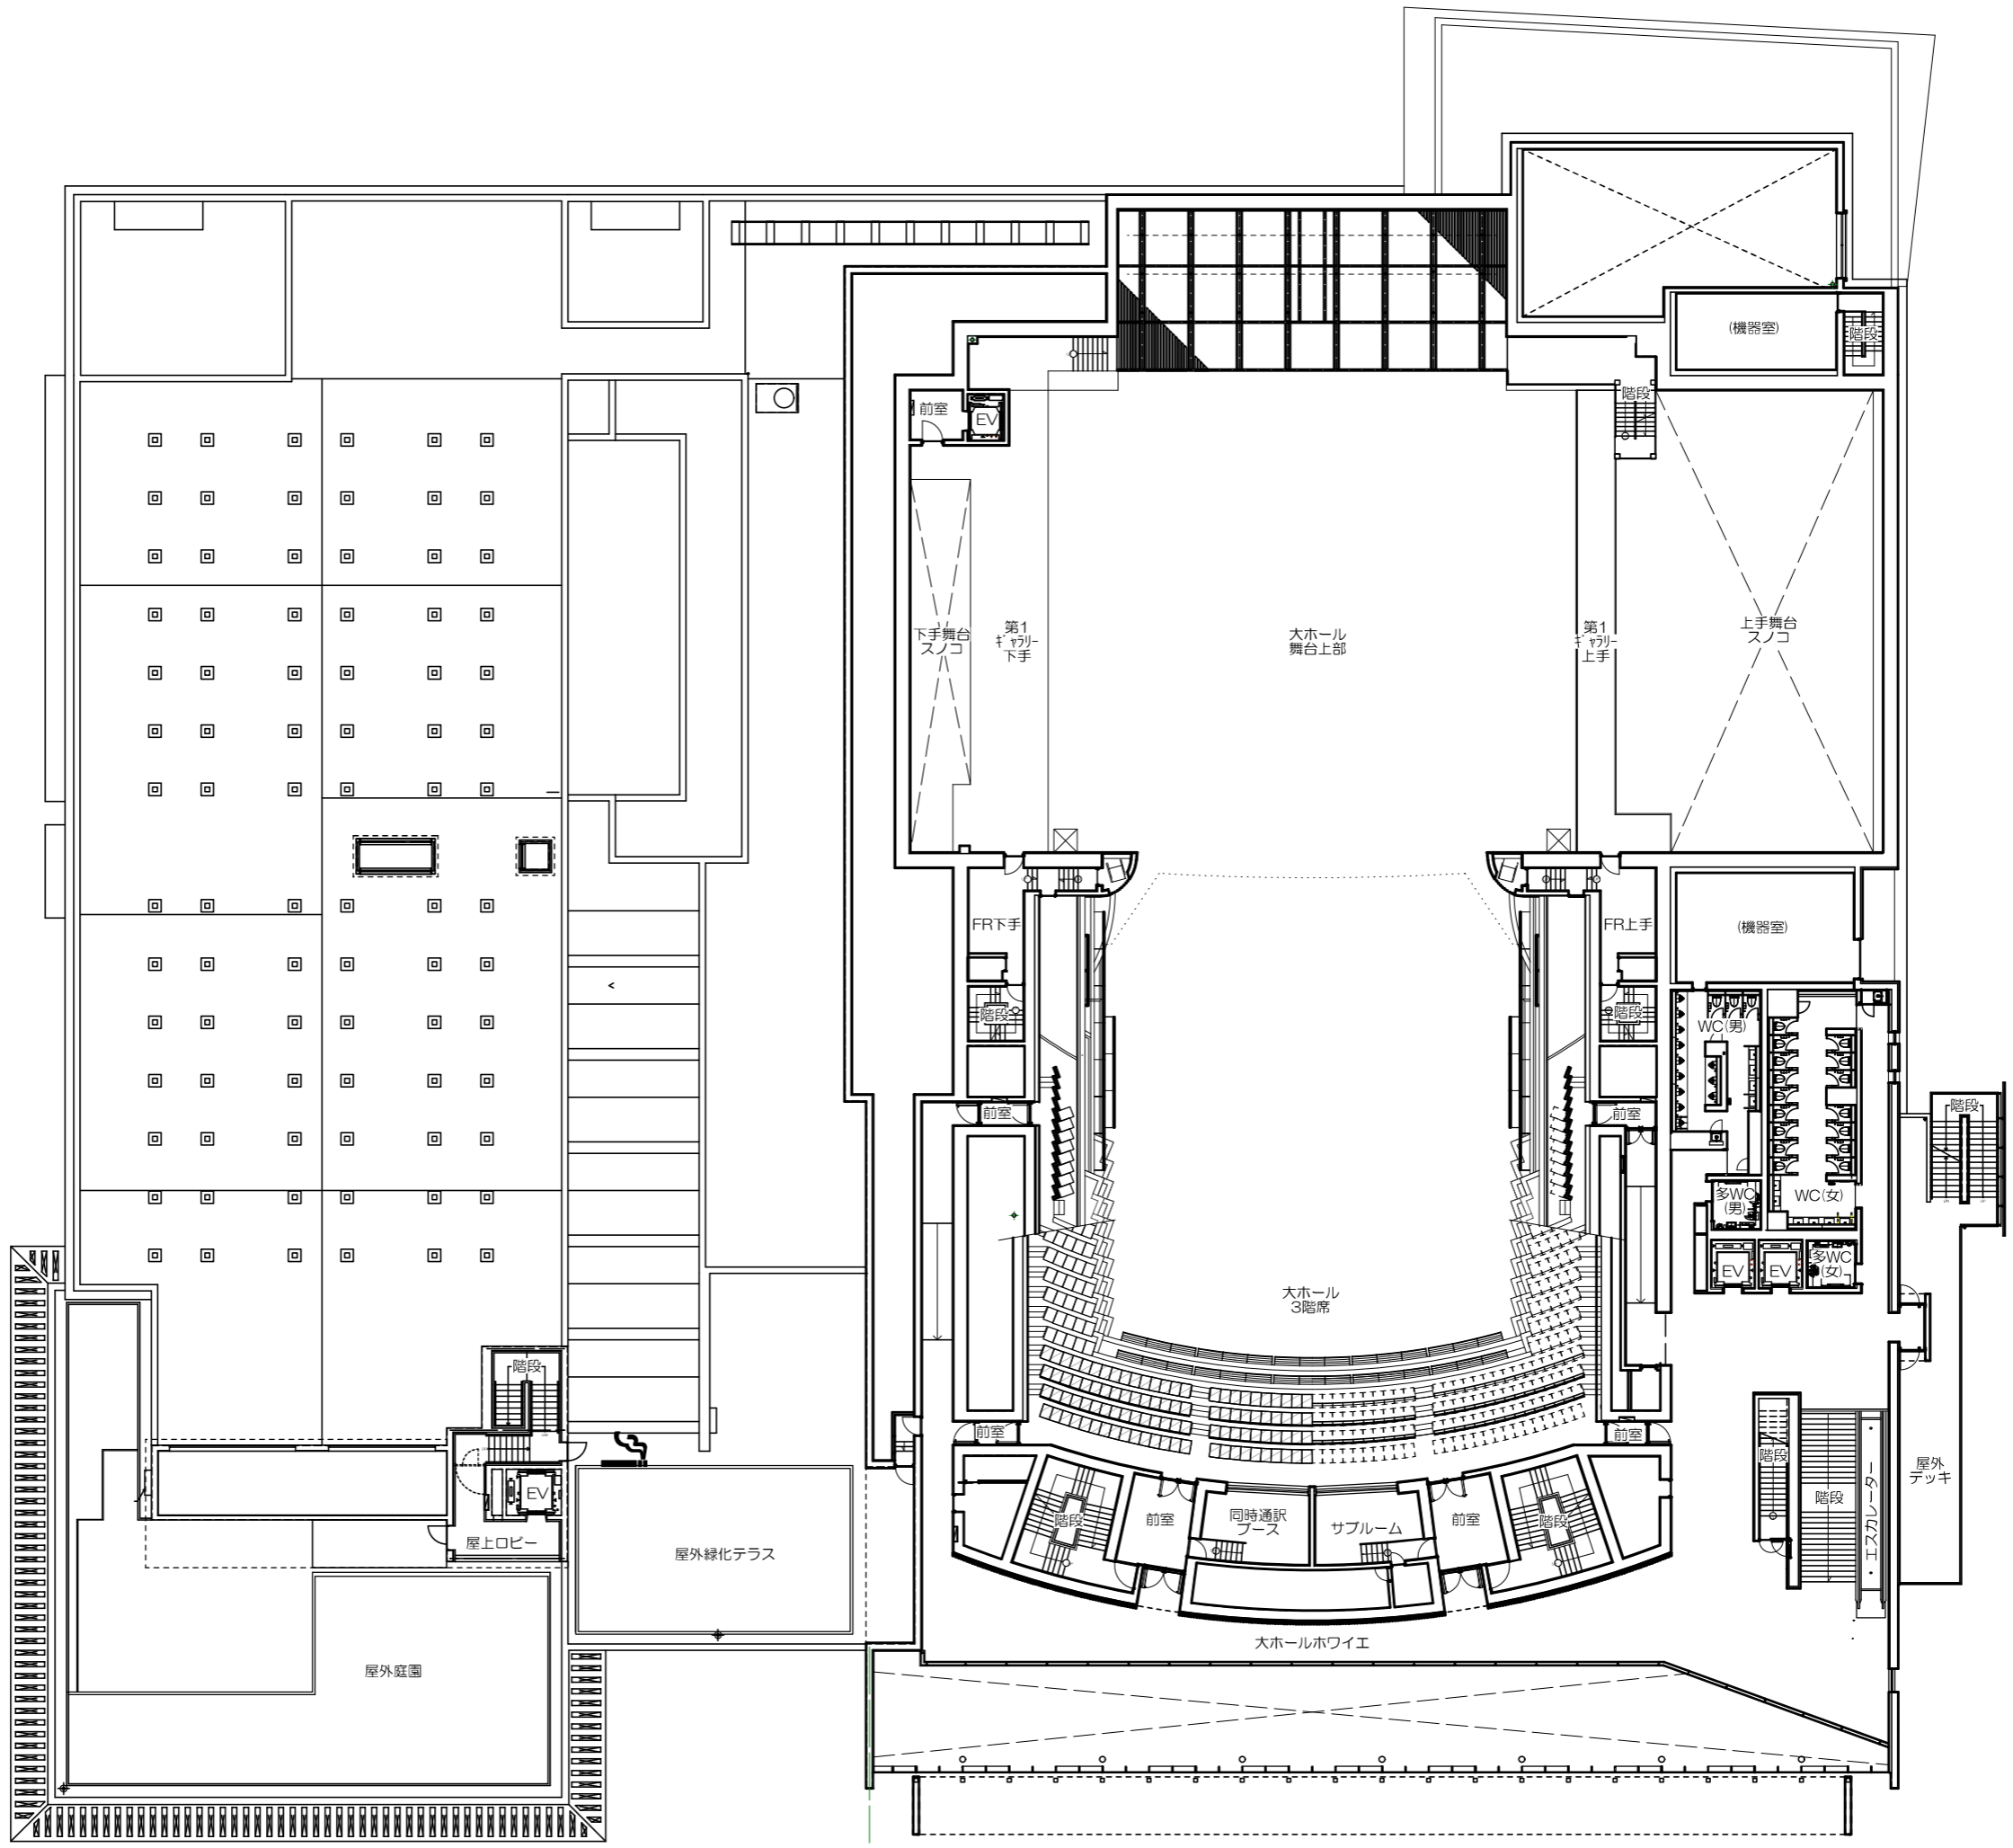 (機器室)
階段
階段
前室
EV
下手舞台
スノコ
第1
ギャラリー
下手
大ホール
舞台上部
第1
ギャラリー
上手
上手舞台
スノコ
FR下手
FR上手
(機器室)
階段
階段
WC(男)
前室
前室
階段
多WC
(男)
WC(女)
EV
EV
多WC
(女)
大ホール
3階席
階段
前室
前室
階段
階段
エスカレーター
屋外
デッキ
EV
屋上ロビー
屋外緑化テラス
階段
前室
同時通訳
ブース
サブルーム
前室
階段
大ホールホワイエ
屋外庭園